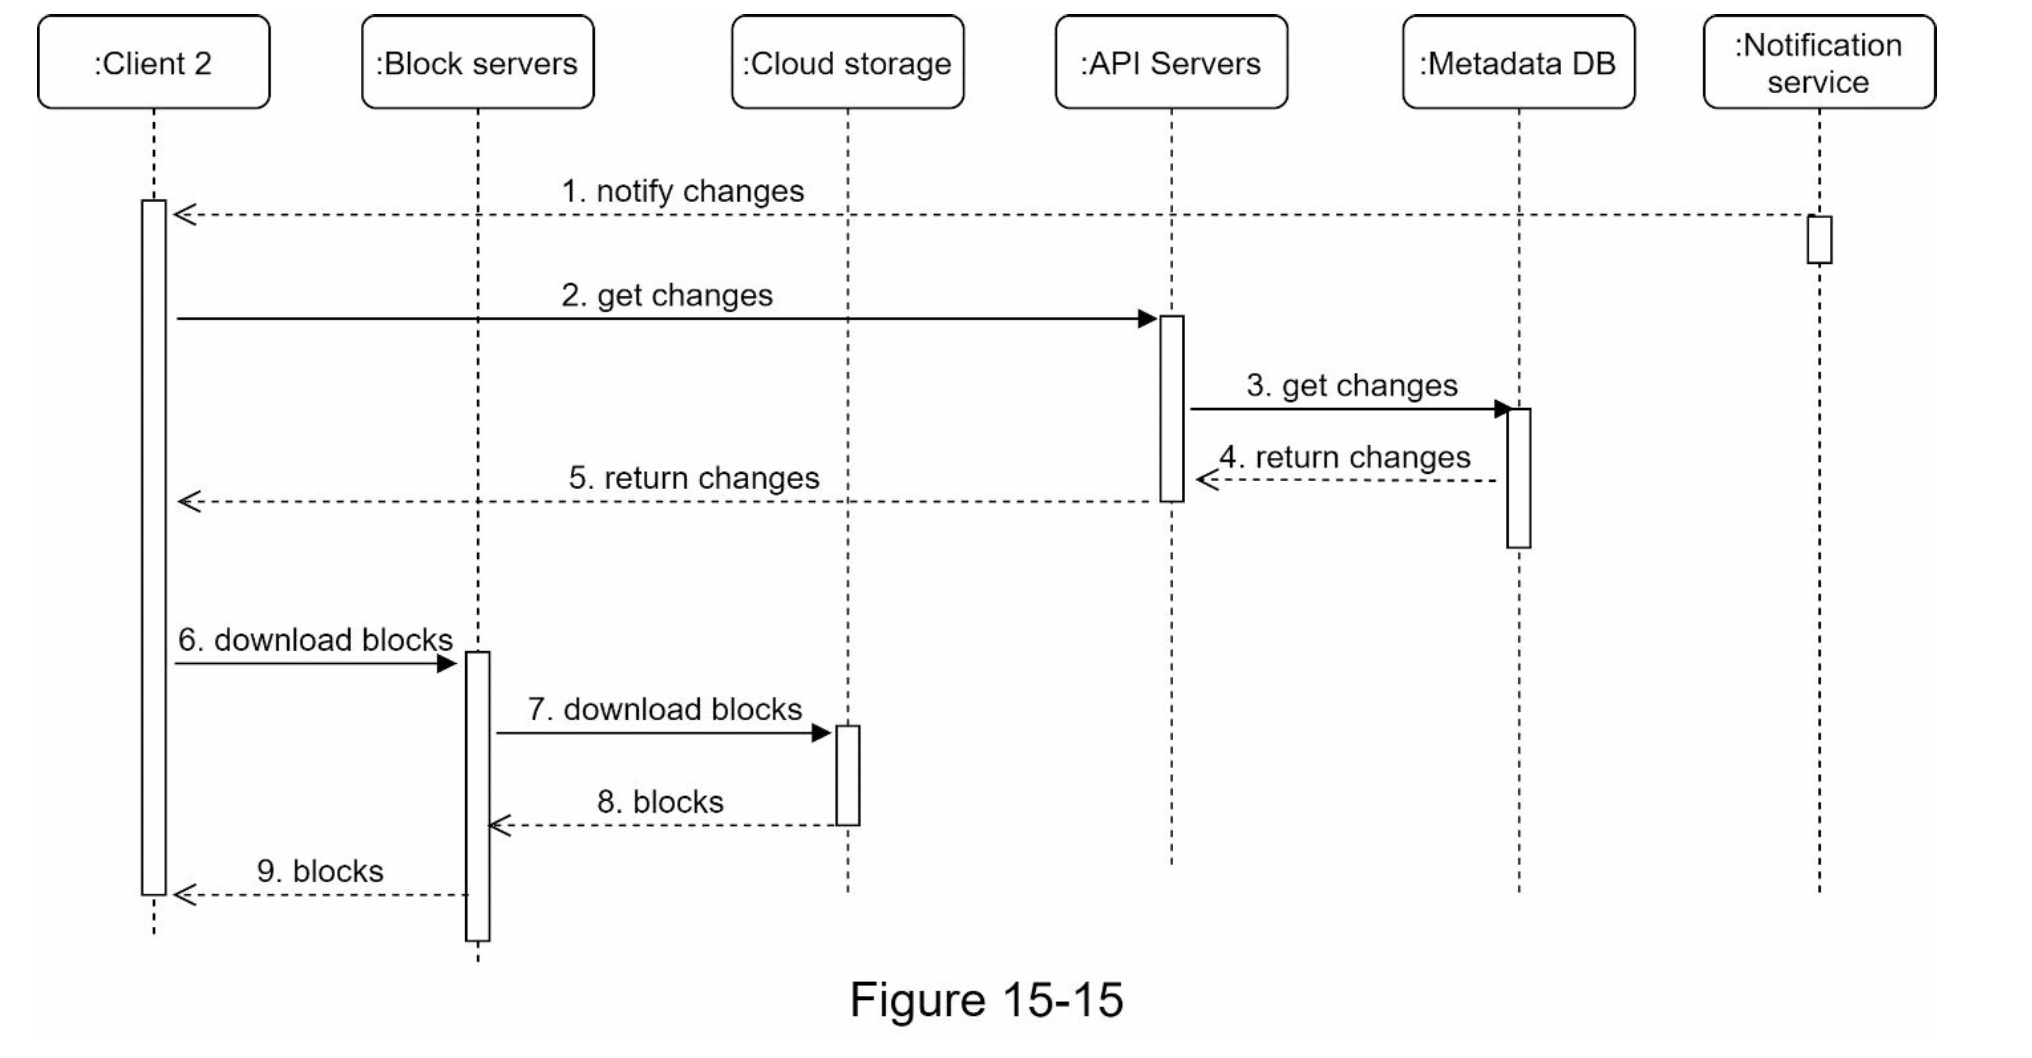 :Client 2
:Block servers
:Cloud storage
:API Servers
:Metadata DB
:Notification
service
1. notify changes
2. get changes
3. get changes
4. return changes
5. return changes
6. download blocks
7. download blocks
8. blocks
9. blocks
Figure 15-15